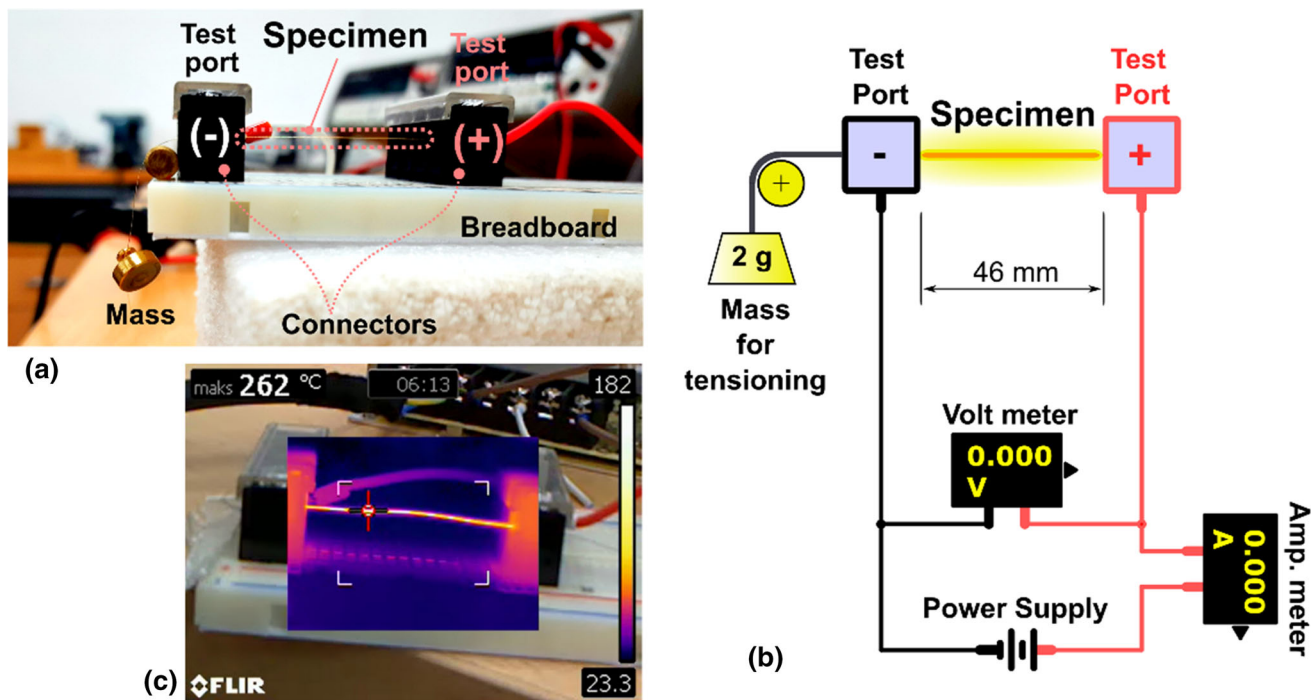 Test
port
Specimen
Test
port
(-)
(+)
Breadboard
Mass
Connectors
(a)
maks 262 °C
06:13
182
23.3
(c)
FLIR
Test
Port
Specimen
Test
Port
-
+
+
2 g
46 mm
Mass
for
tensioning
Volt meter
0.000
V
Amp. meter
0.000
A
Power Supply
(b)